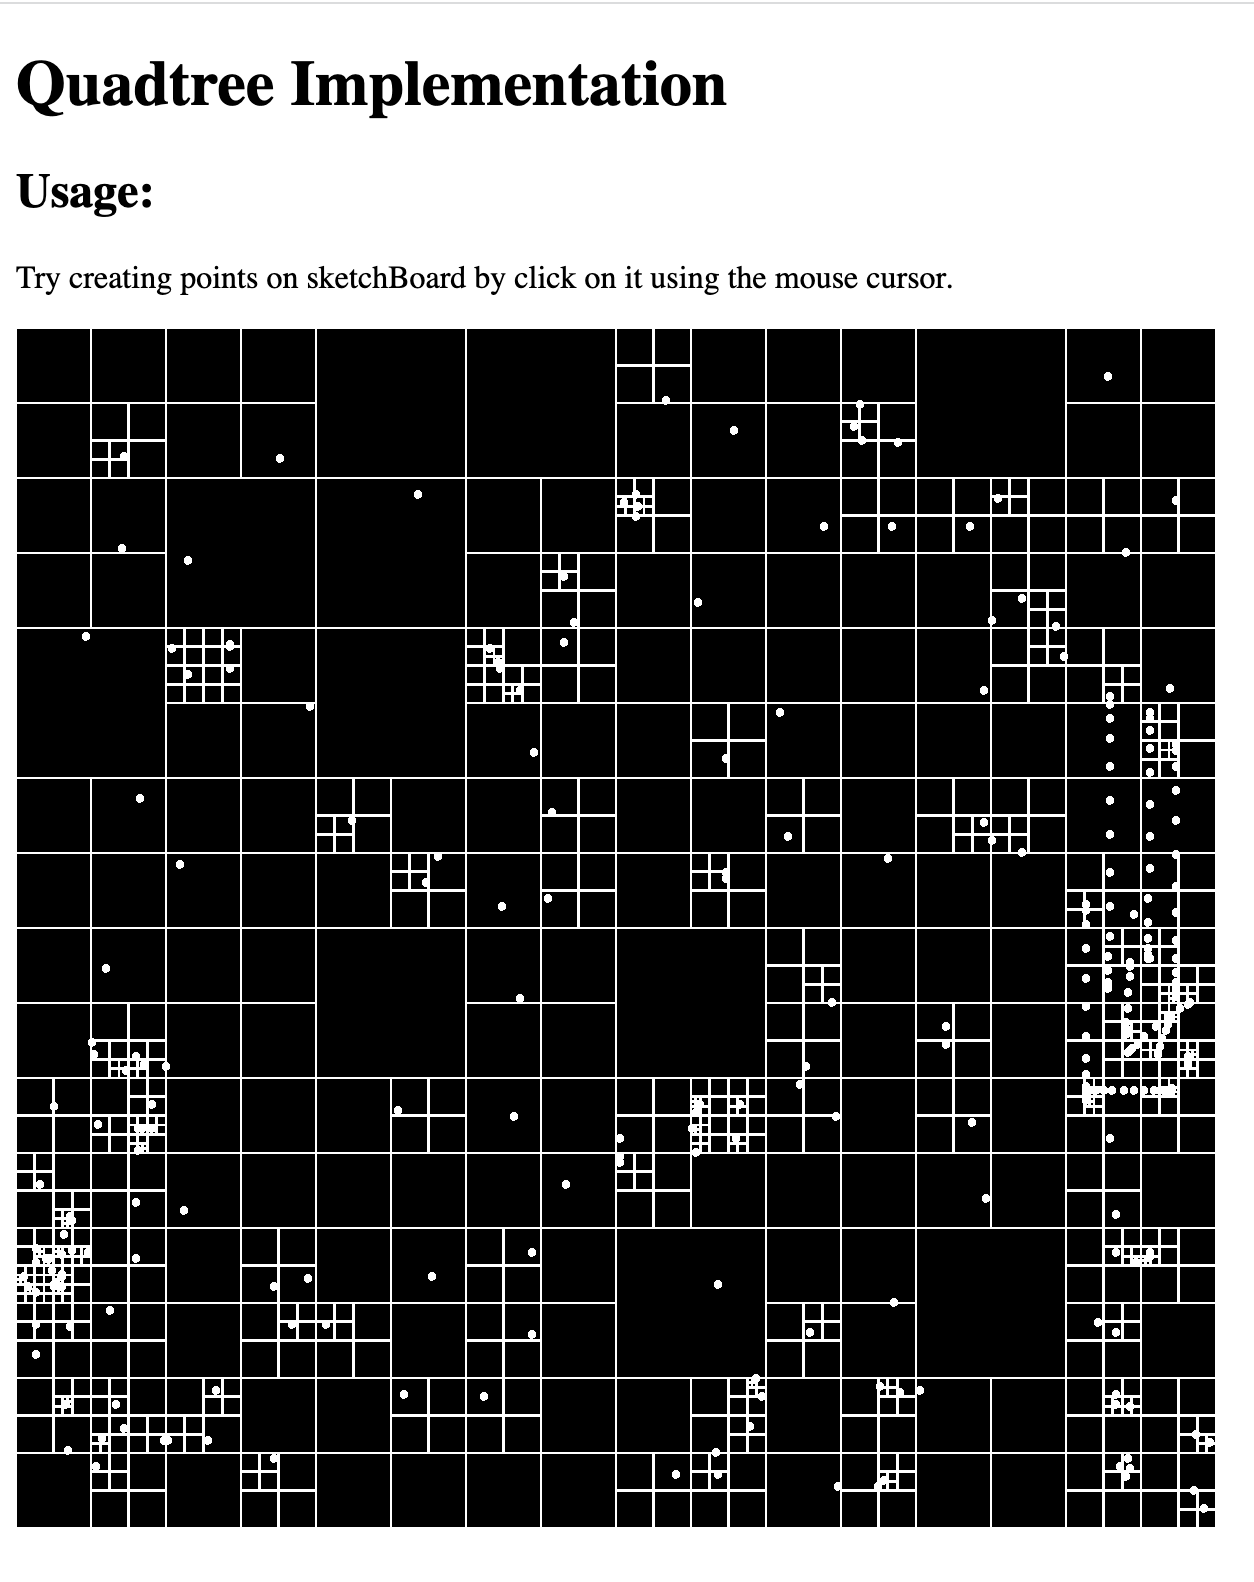 Quadtree Implementation
Usage:
Try creating points on sketchBoard by click on it using the mouse cursor.